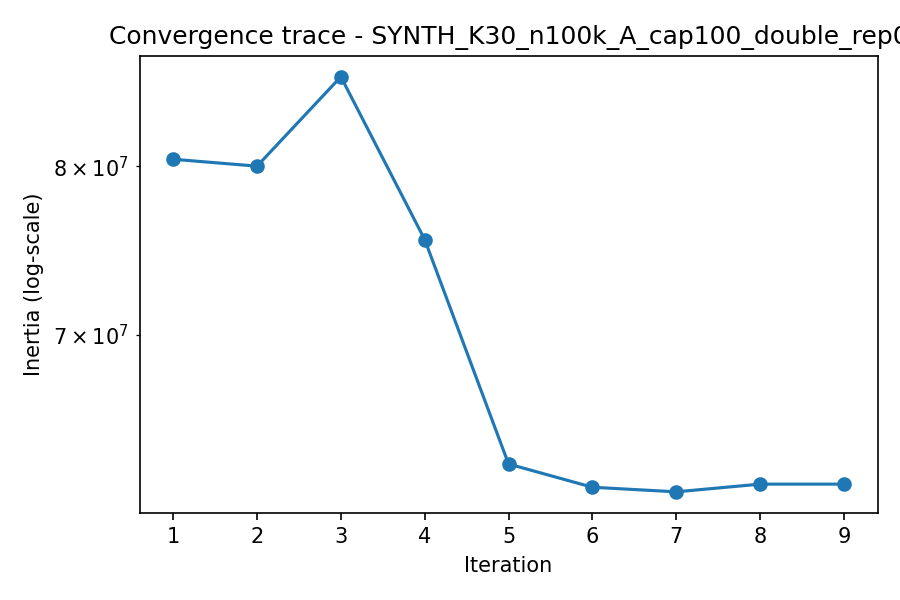 Convergence trace - SYNTH_K30_n100k_A_cap100_double_rep0
8 × 10⁷
7 × 10⁷
Inertia (log-scale)
1 2 3 4 5 6 7 8 9
Iteration